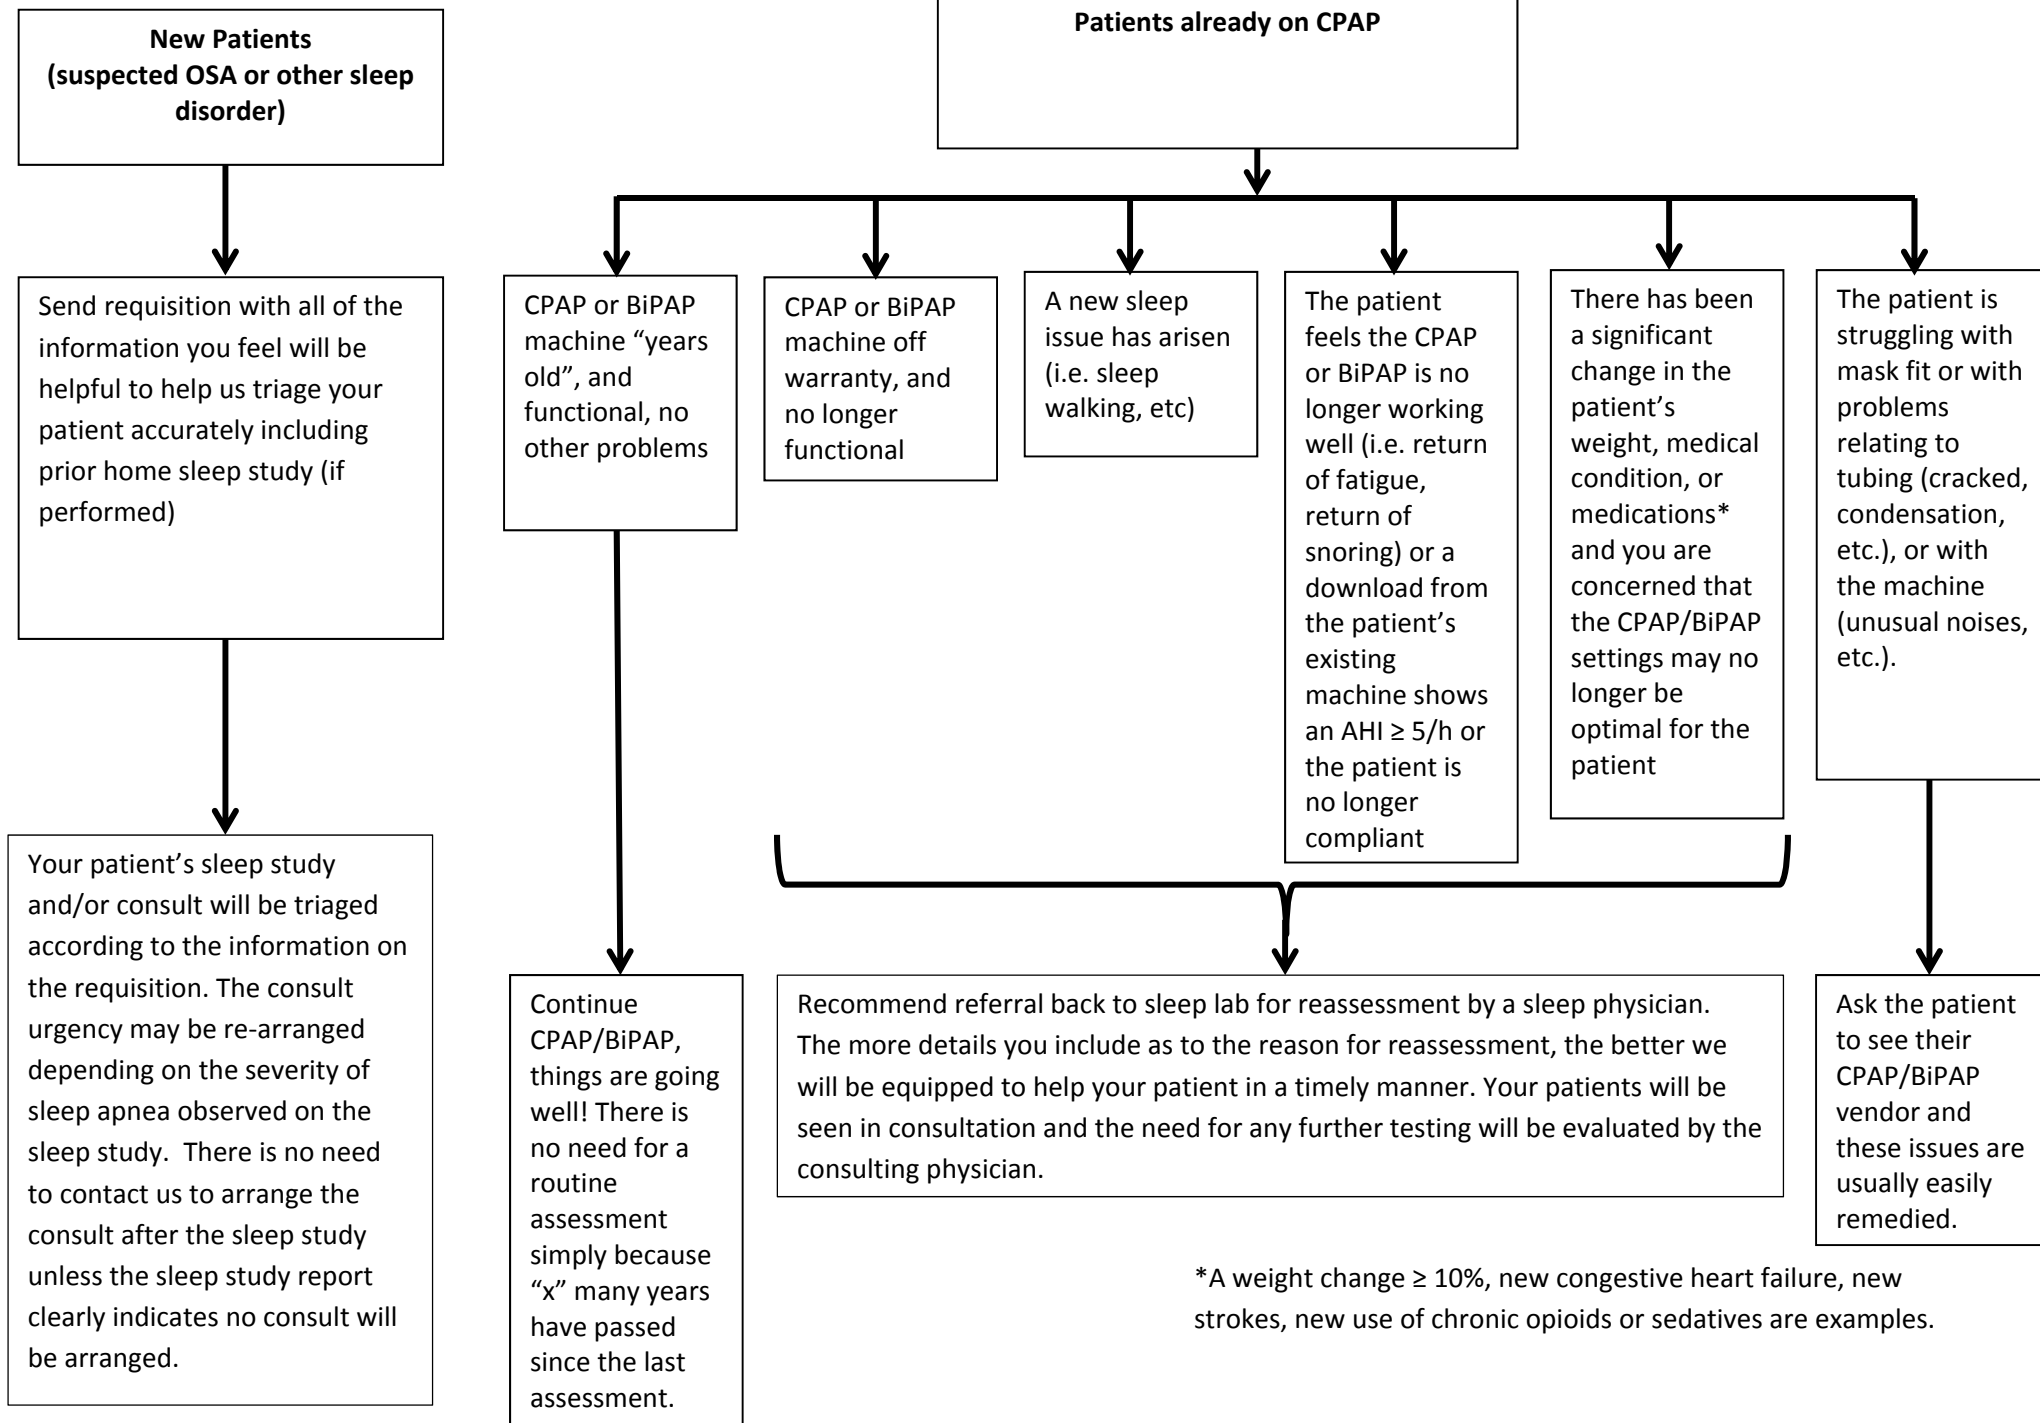 New Patients
(suspected OSA or other sleep
disorder)
Patients already on CPAP
Send requisition with all of the
information you feel will be
helpful to help us triage your
patient accurately including
prior home sleep study (if
performed)
CPAP or BiPAP
machine “years
old”, and
functional, no
other problems
CPAP or BiPAP
machine off
warranty, and
no longer
functional
A new sleep
issue has arisen
(i.e. sleep
walking, etc)
The patient
feels the CPAP
or BiPAP is no
longer working
well (i.e. return
of fatigue,
return of
snoring) or a
download from
the patient’s
existing
machine shows
an AHI ≥ 5/h or
the patient is
no longer
compliant
There has been
a significant
change in the
patient’s
weight, medical
condition, or
medications*
and you are
concerned that
the CPAP/BiPAP
settings may no
longer be
optimal for the
patient
The patient is
struggling with
mask fit or with
problems
relating to
tubing (cracked,
condensation,
etc.), or with
the machine
(unusual noises,
etc.).
Your patient’s sleep study
and/or consult will be triaged
according to the information on
the requisition. The consult
urgency may be re-arranged
depending on the severity of
sleep apnea observed on the
sleep study.  There is no need
to contact us to arrange the
consult after the sleep study
unless the sleep study report
clearly indicates no consult will
be arranged.
Continue
CPAP/BiPAP,
things are going
well! There is
no need for a
routine
assessment
simply because
“x” many years
have passed
since the last
assessment.
Recommend referral back to sleep lab for reassessment by a sleep physician.
The more details you include as to the reason for reassessment, the better we
will be equipped to help your patient in a timely manner. Your patients will be
seen in consultation and the need for any further testing will be evaluated by the
consulting physician.
Ask the patient
to see their
CPAP/BiPAP
vendor and
these issues are
usually easily
remedied.
*A weight change ≥ 10%, new congestive heart failure, new
strokes, new use of chronic opioids or sedatives are examples.